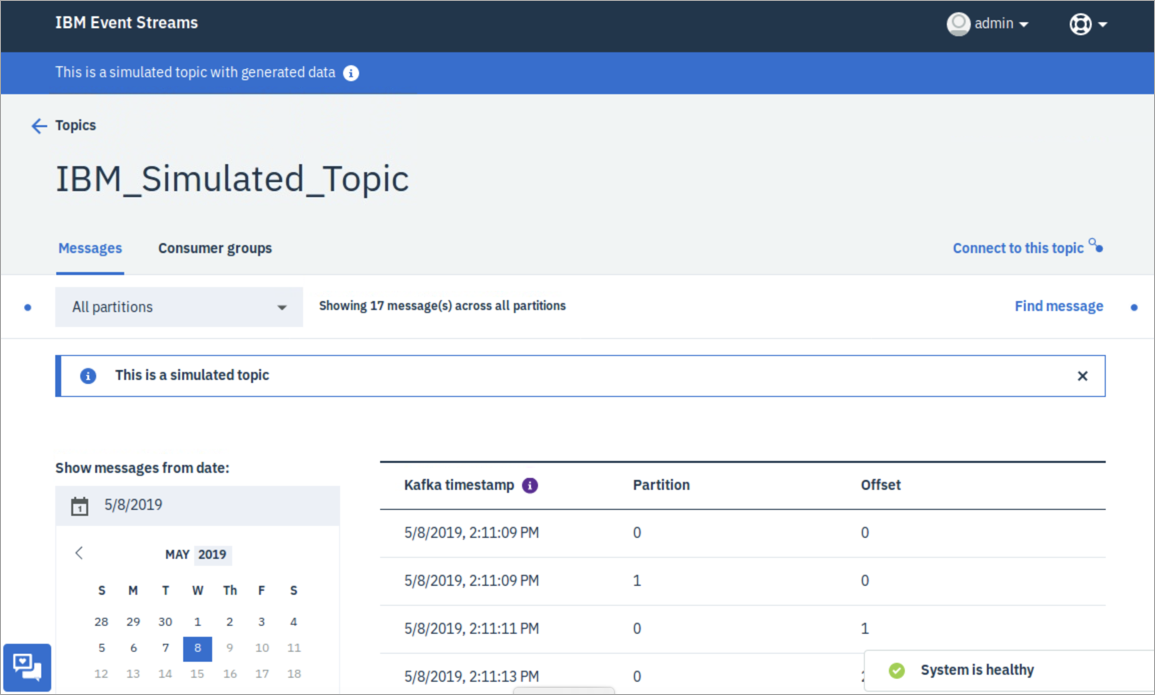 IBM Event Streams
admin
This is a simulated topic with generated data
Topics
IBM_Simulated_Topic
Messages Consumer groups Connect to this topic
All partitions Showing 17 message(s) across all partitions Find message
This is a simulated topic
Show messages from date:
5/8/2019
MAY 2019
S M T W Th F S
28 29 30 1 2 3 4
5 6 7 8 9 10 11
12 13 14 15 16 17 18
Kafka timestamp Partition Offset
5/8/2019, 2:11:09 PM 0 0
5/8/2019, 2:11:09 PM 1 0
5/8/2019, 2:11:11 PM 0 1
5/8/2019, 2:11:13 PM 0
System is healthy